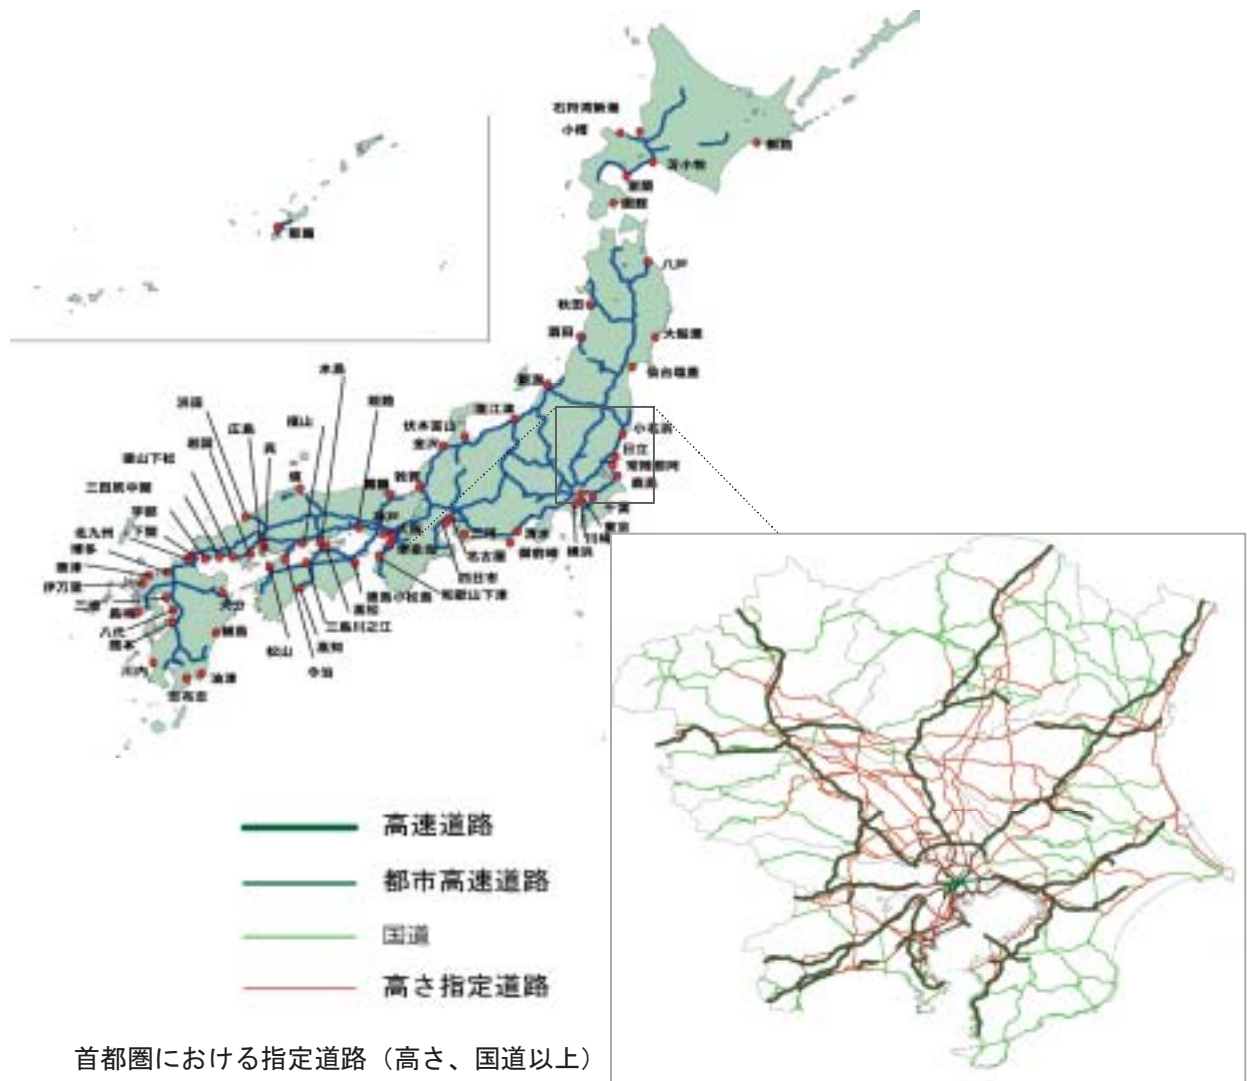 石狩湾新港
小樽
釧路
苫小牧
室蘭
函館
那覇
八戸
秋田
酒田
大船渡
仙台塩釜
新潟
直江津
伏木富山
金沢
小名浜
日立
常陸那珂
鹿島
千葉
東京
川崎
横浜
水島
姫路
浜田
広島
福山
岩国
呉
徳山下松
境
舞鶴
敦賀
三田尻中関
宇部
下関
北九州
博多
唐津
伊万里
三池
長崎
八代
熊本
川内
志布志
油津
細島
大分
神戸
名古屋
清水
御前崎
四日市
和歌山下津
徳島小松島
高松
三島川之江
高知
今治
松山
高速道路
都市高速道路
国道
高さ指定道路
首都圏における指定道路（高さ、国道以上）